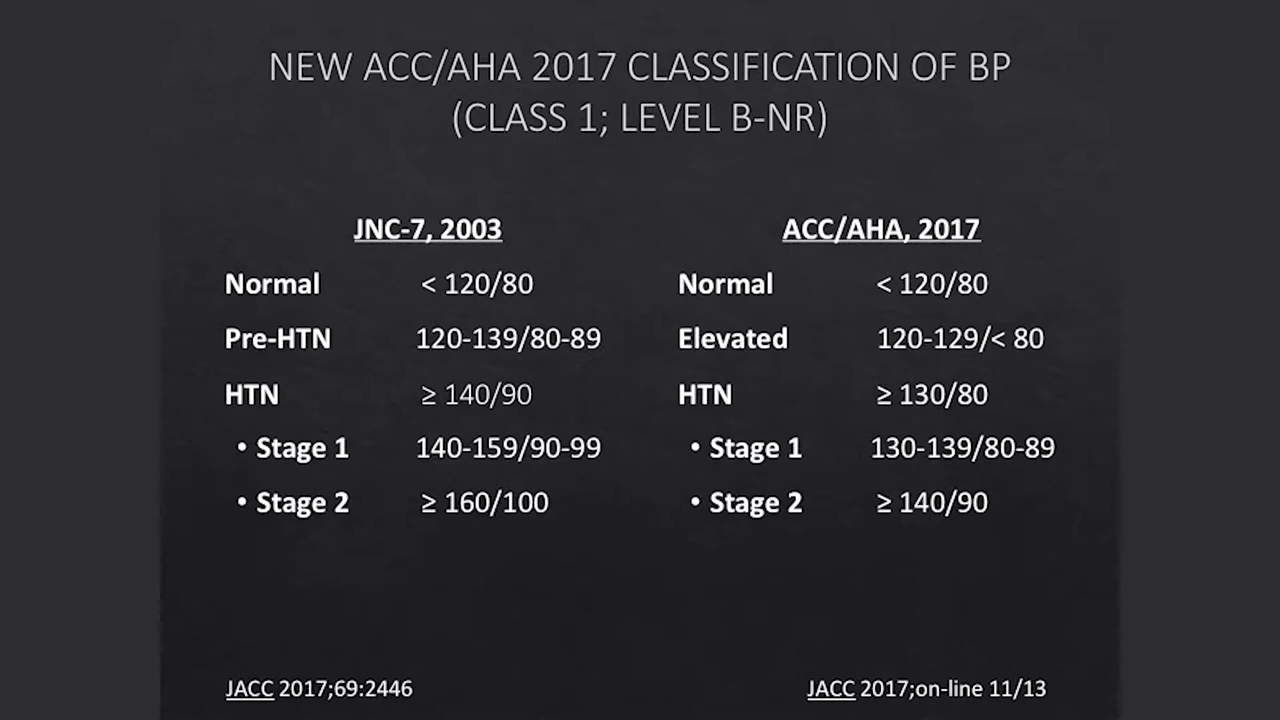 NEW ACC/AHA 2017 CLASSIFICATION OF BP
(CLASS 1; LEVEL B-NR)
JNC-7, 2003
Normal < 120/80
Pre-HTN 120-139/80-89
HTN ≥ 140/90
• Stage 1 140-159/90-99
• Stage 2 ≥ 160/100
JACC 2017;69:2446
ACC/AHA, 2017
Normal < 120/80
Elevated 120-129/< 80
HTN ≥ 130/80
• Stage 1 130-139/80-89
• Stage 2 ≥ 140/90
JACC 2017;on-line 11/13